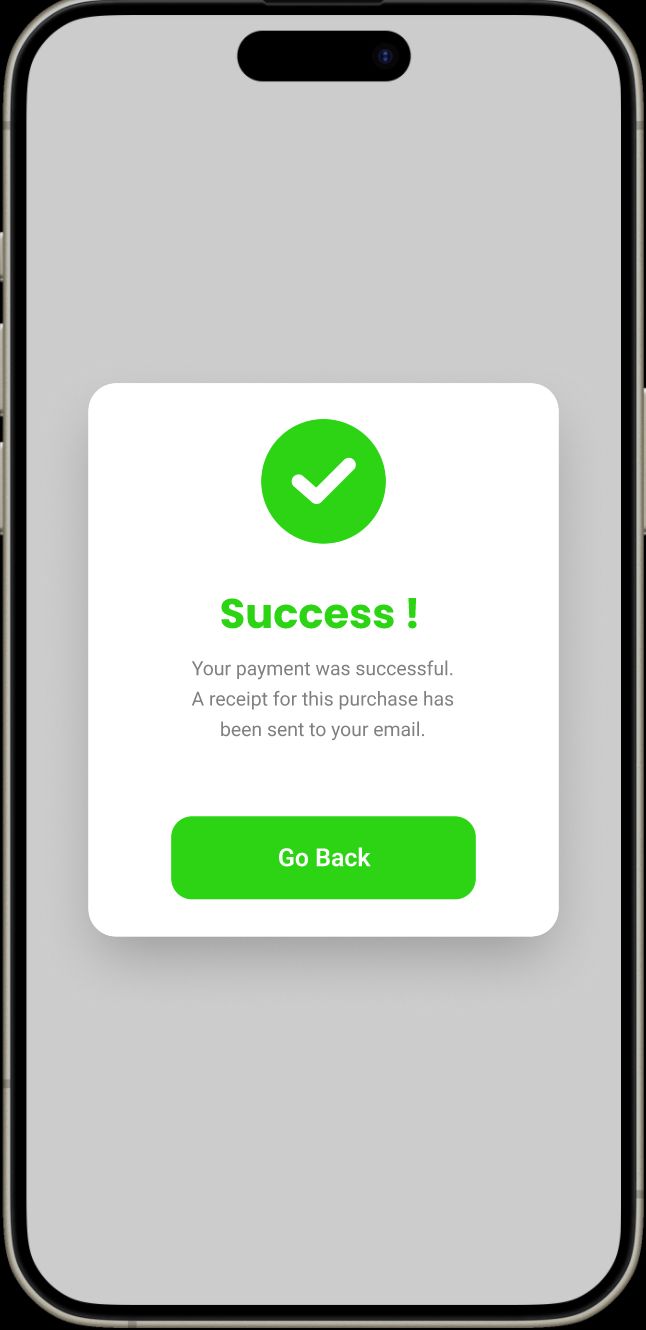 Success !
Your payment was successful.
A receipt for this purchase has
been sent to your email.
Go Back